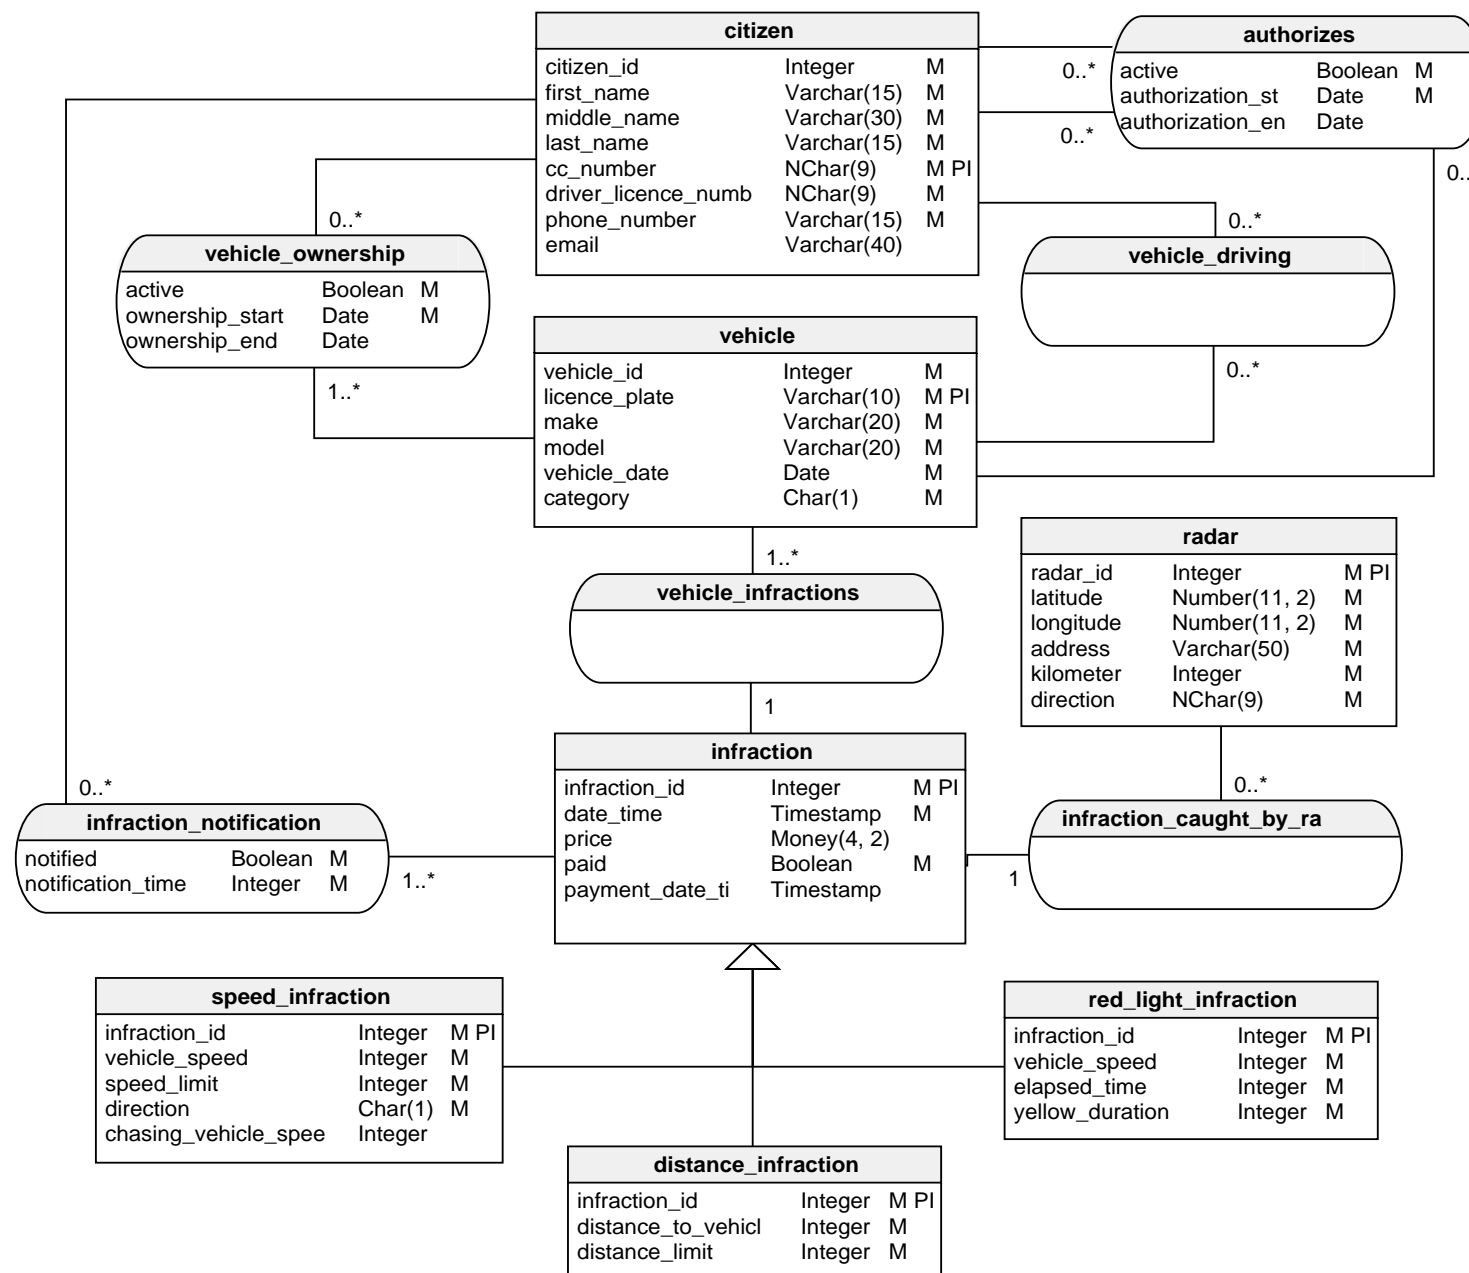 citizen
citizen_id Integer M
first_name Varchar(15) M
middle_name Varchar(30) M
last_name Varchar(15) M
cc_number NChar(9) M PI
driver_licence_numb NChar(9) M
phone_number Varchar(15) M
email Varchar(40)
authorizes
active Boolean M
authorization_st Date M
authorization_en Date
0..*
0..*
0..
0..*
vehicle_ownership
active Boolean M
ownership_start Date M
ownership_end Date
1..*
0..*
vehicle_driving
0..*
vehicle
vehicle_id Integer M
licence_plate Varchar(10) M PI
make Varchar(20) M
model Varchar(20) M
vehicle_date Date M
category Char(1) M
1..*
vehicle_infractions
1
radar
radar_id Integer M PI
latitude Number(11, 2) M
longitude Number(11, 2) M
address Varchar(50) M
kilometer Integer M
direction NChar(9) M
0..*
infraction
infraction_id Integer M PI
date_time Timestamp M
price Money(4, 2)
paid Boolean M
payment_date_ti Timestamp
0..*
infraction_notification
notified Boolean M
notification_time Integer M
1..*
infraction_caught_by_ra
1
speed_infraction
infraction_id Integer M PI
vehicle_speed Integer M
speed_limit Integer M
direction Char(1) M
chasing_vehicle_spee Integer
red_light_infraction
infraction_id Integer M PI
vehicle_speed Integer M
elapsed_time Integer M
yellow_duration Integer M
distance_infraction
infraction_id Integer M PI
distance_to_vehicl Integer M
distance_limit Integer M